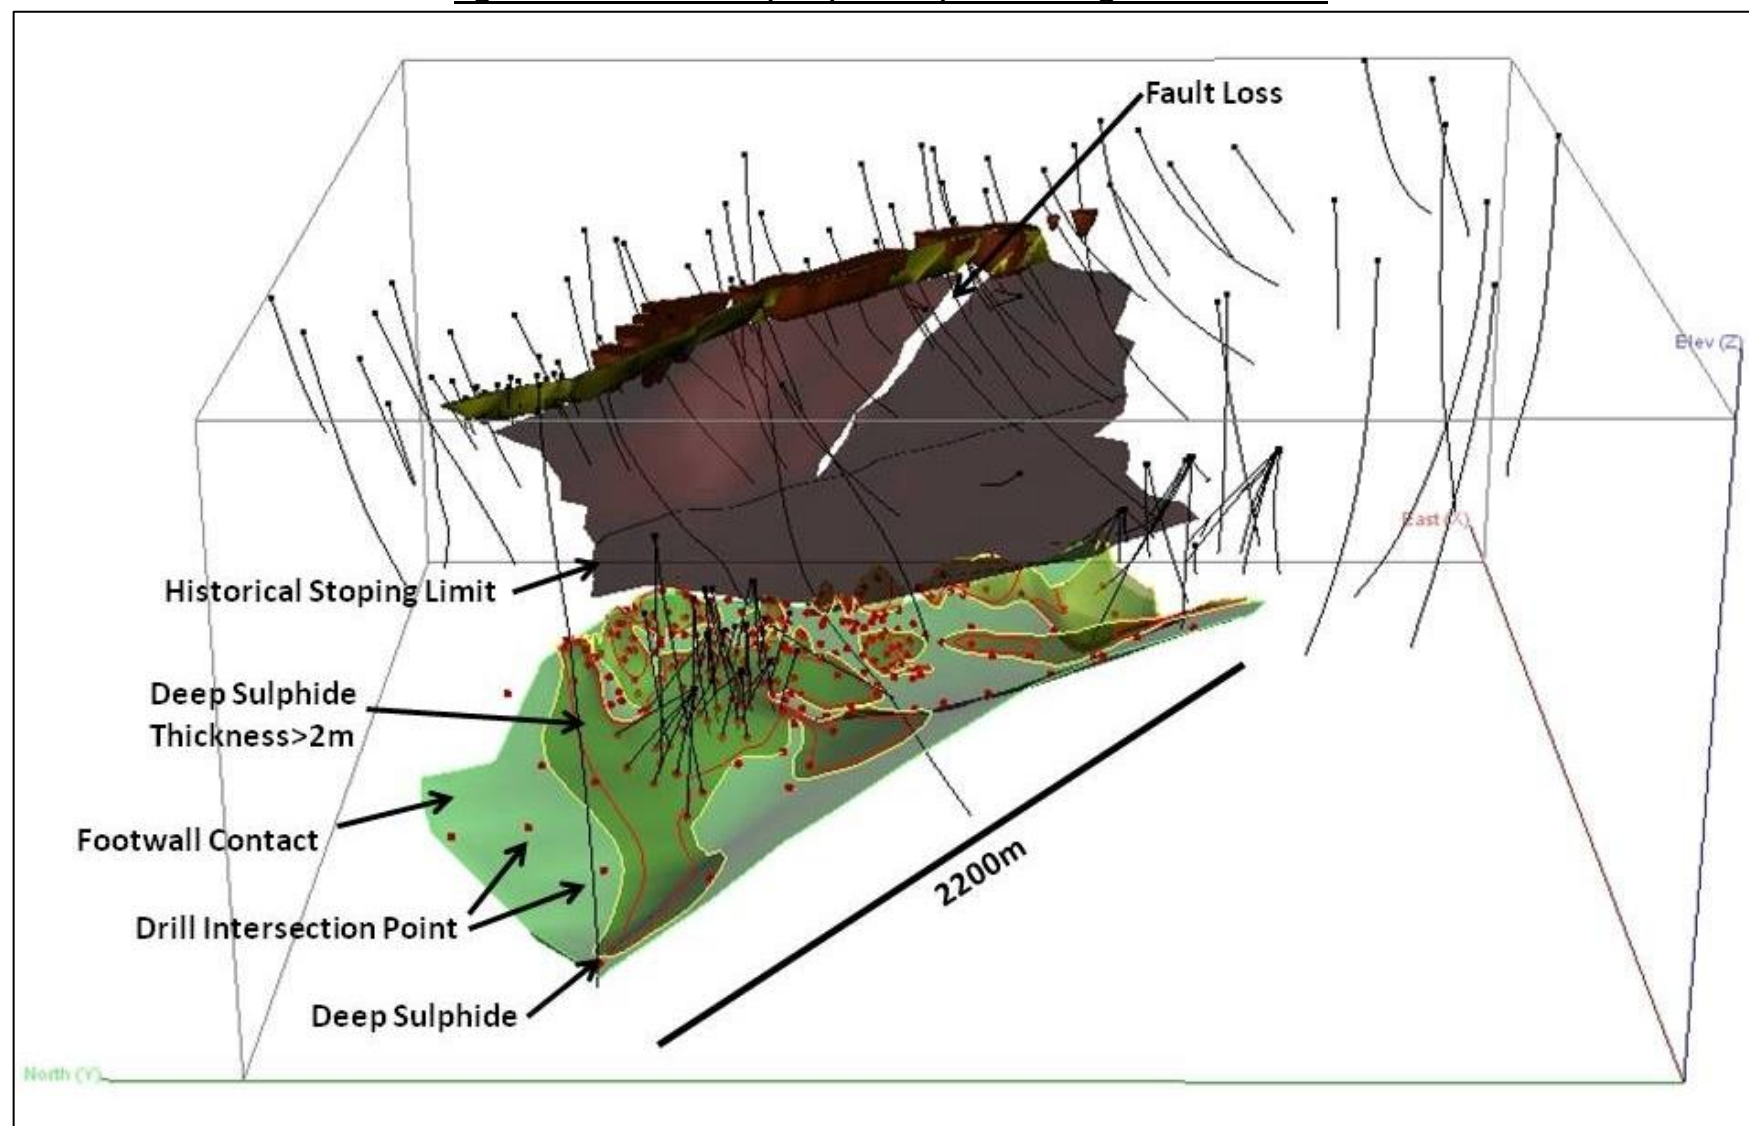 Fault Loss
Elev (Z)
East (X)
Historical Stoping Limit
Deep Sulphide
Thickness>2m
Footwall Contact
2200m
Drill Intersection Point
Deep Sulphide
North (Y)